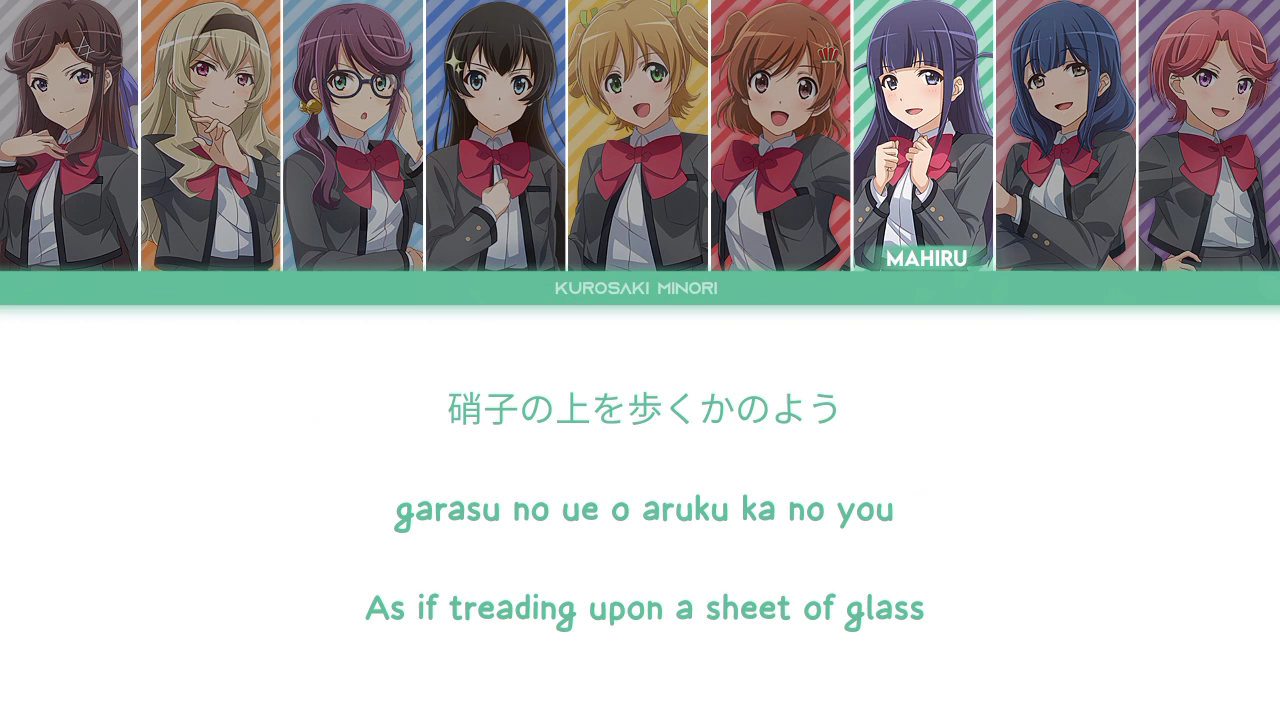 MAHIRU
KUROSAKI MINORI
硝子の上を歩くかのよう
garasu no ue o aruku ka no you
As if treading upon a sheet of glass